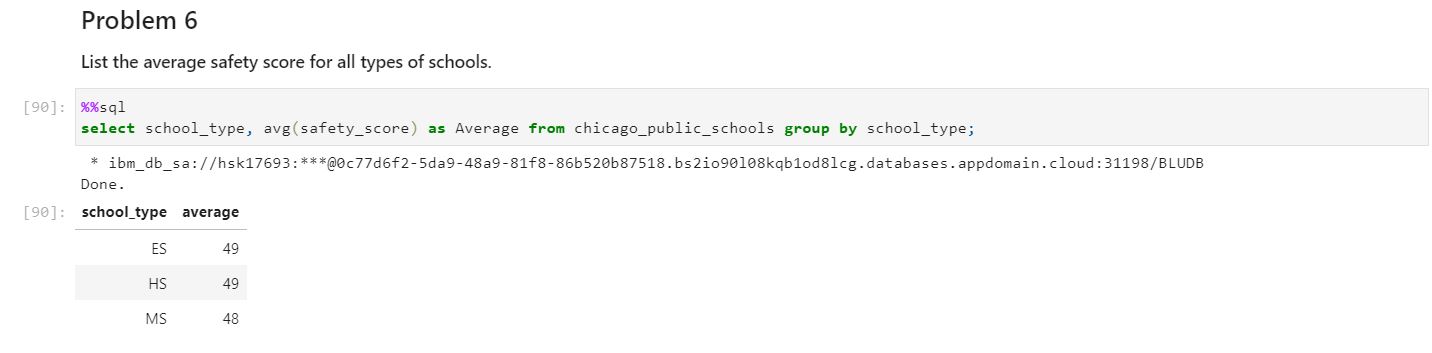 Problem 6
List the average safety score for all types of schools.
[90]: %%sql
select school_type, avg(safety_score) as Average from chicago_public_schools group by school_type;
* ibm_db_sa://hsk17693:***@0c77d6f2-5da9-48a9-81f8-86b520b87518.bs2io90l08kqb1od8lcg.databases.appdomain.cloud:31198/BLUDB
Done.
[90]: school_type average
ES 49
HS 49
MS 48